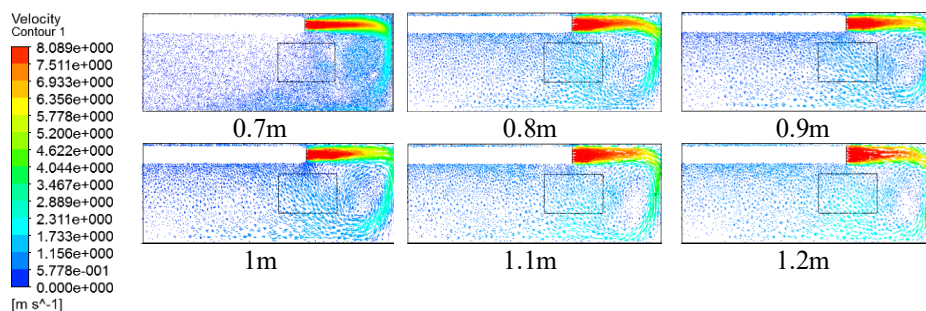 Velocity
Contour 1
8.089e+000
7.511e+000
6.933e+000
6.356e+000
5.778e+000
5.200e+000
4.622e+000
4.044e+000
3.467e+000
2.889e+000
2.311e+000
1.733e+000
1.156e+000
5.778e-001
0.000e+000
[m s^-1]
0.7m
0.8m
0.9m
1m
1.1m
1.2m